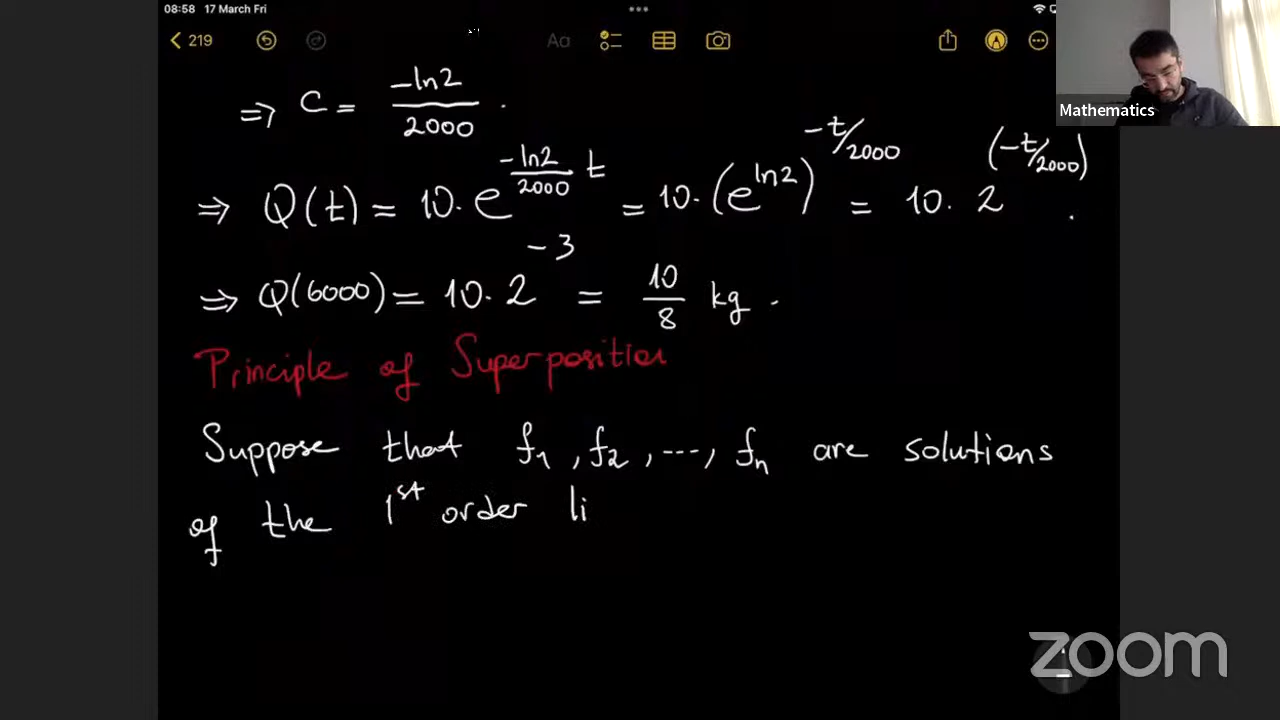 08:58 17 March Fri
219
Aa
Mathematics
⇒ C = -ln2/2000 .
⇒ Q(t) = 10. e^(-ln2/2000 t) = 10. (e^ln2)^(-t/2000) = 10. 2^(-t/2000) .
⇒ Q(6000) = 10. 2^-3 = 10/8 kg .
Principle of Superposition
Suppose that f1 , f2 , ..., fn are solutions
of the 1st order li
zoom